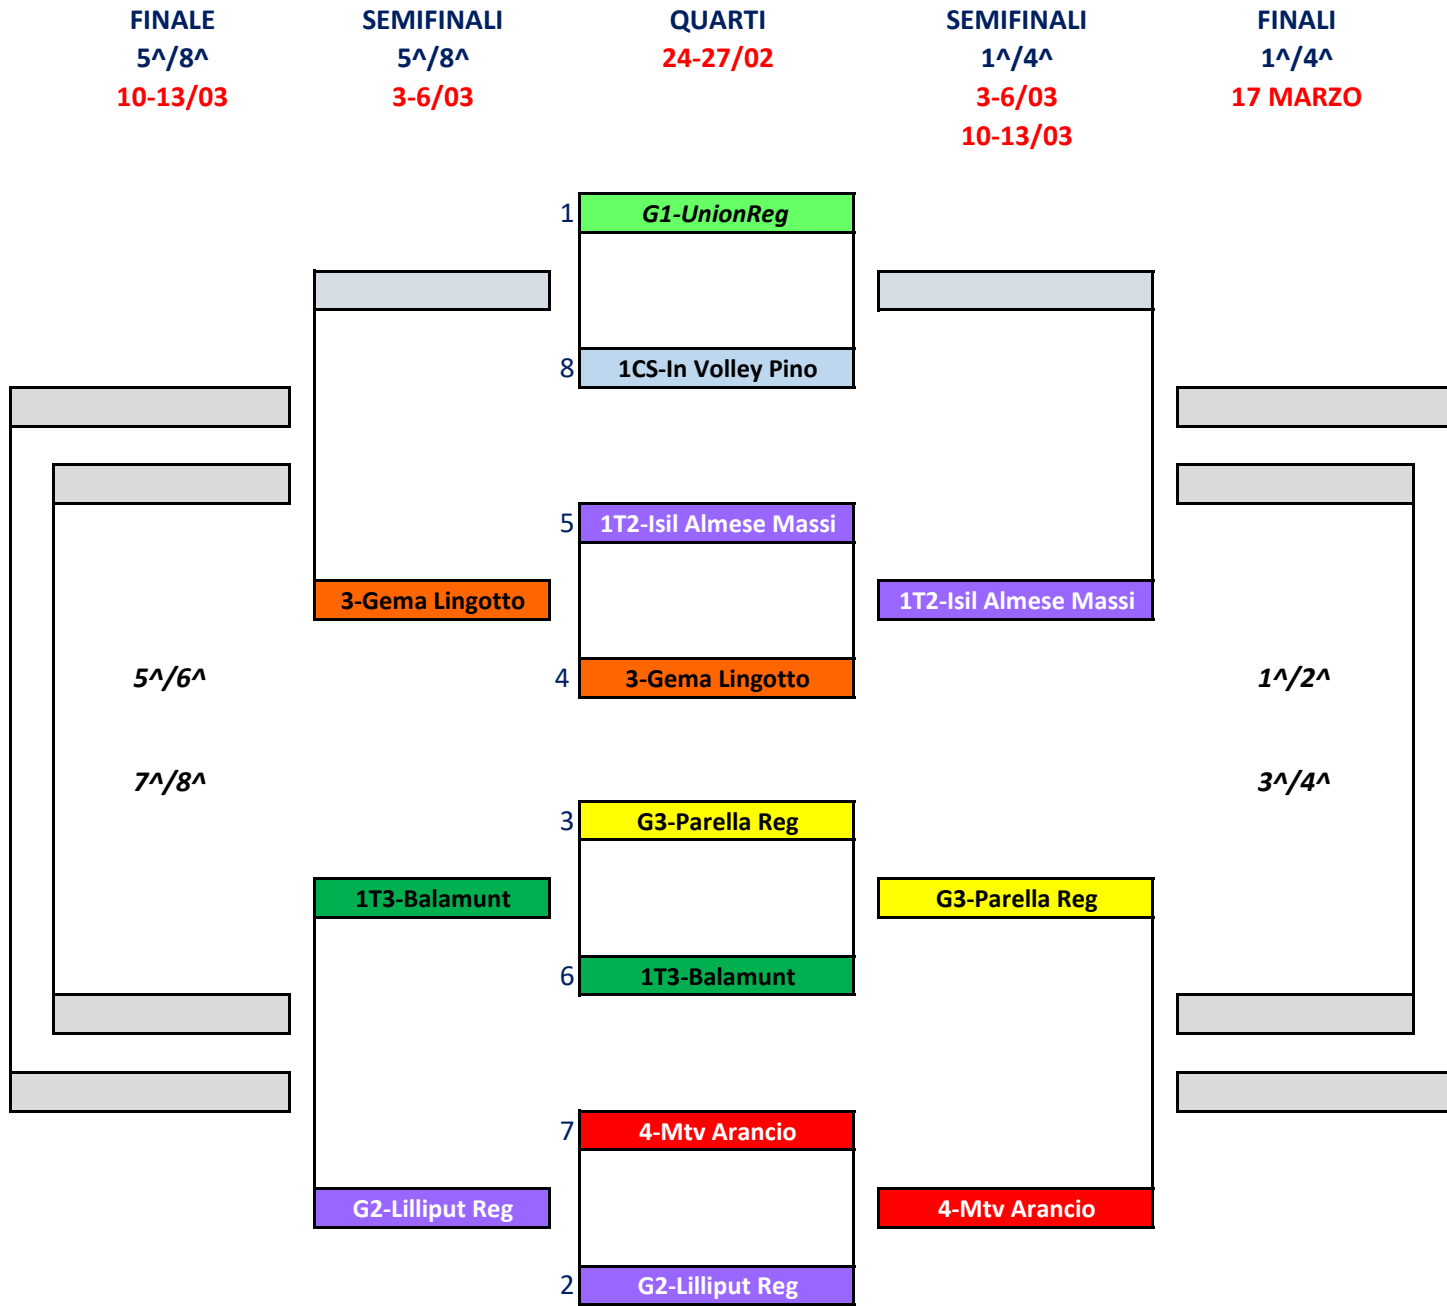 FINALE SEMIFINALI QUARTI SEMIFINALI FINALI
5^/8^ 5^/8^ 24-27/02 1^/4^ 1^/4^
10-13/03 3-6/03 3-6/03 17 MARZO
10-13/03
1 G1-UnionReg
8 1CS-In Volley Pino
5 1T2-Isil Almese Massi
3-Gema Lingotto 1T2-Isil Almese Massi
5^/6^ 4 3-Gema Lingotto 1^/2^
7^/8^ 3^/4^
3 G3-Parella Reg
1T3-Balamunt G3-Parella Reg
6 1T3-Balamunt
7 4-Mtv Arancio
G2-Lilliput Reg 4-Mtv Arancio
2 G2-Lilliput Reg